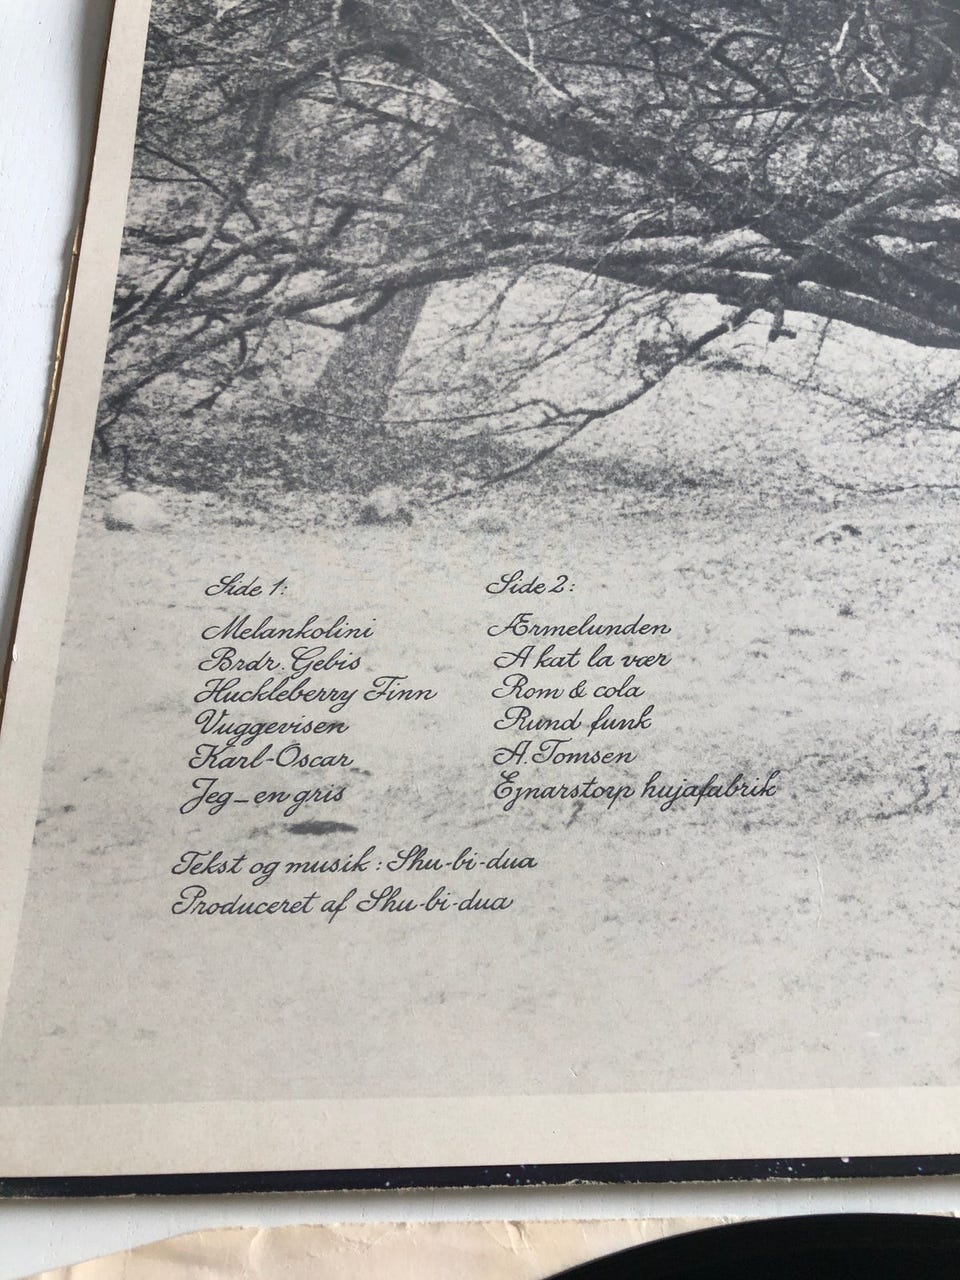 Side 1:
Melankolini
Brdr. Gebis
Huckleberry Finn
Vuggevisen
Karl-Oscar
Jeg - en gris
Side 2:
Ærmelunden
A kat la vær
Rom & cola
Rund funk
A. Tomsen
Ejnarstorp hujafabrik
Tekst og musik : Shu-bi-dua
Produceret af Shu-bi-dua